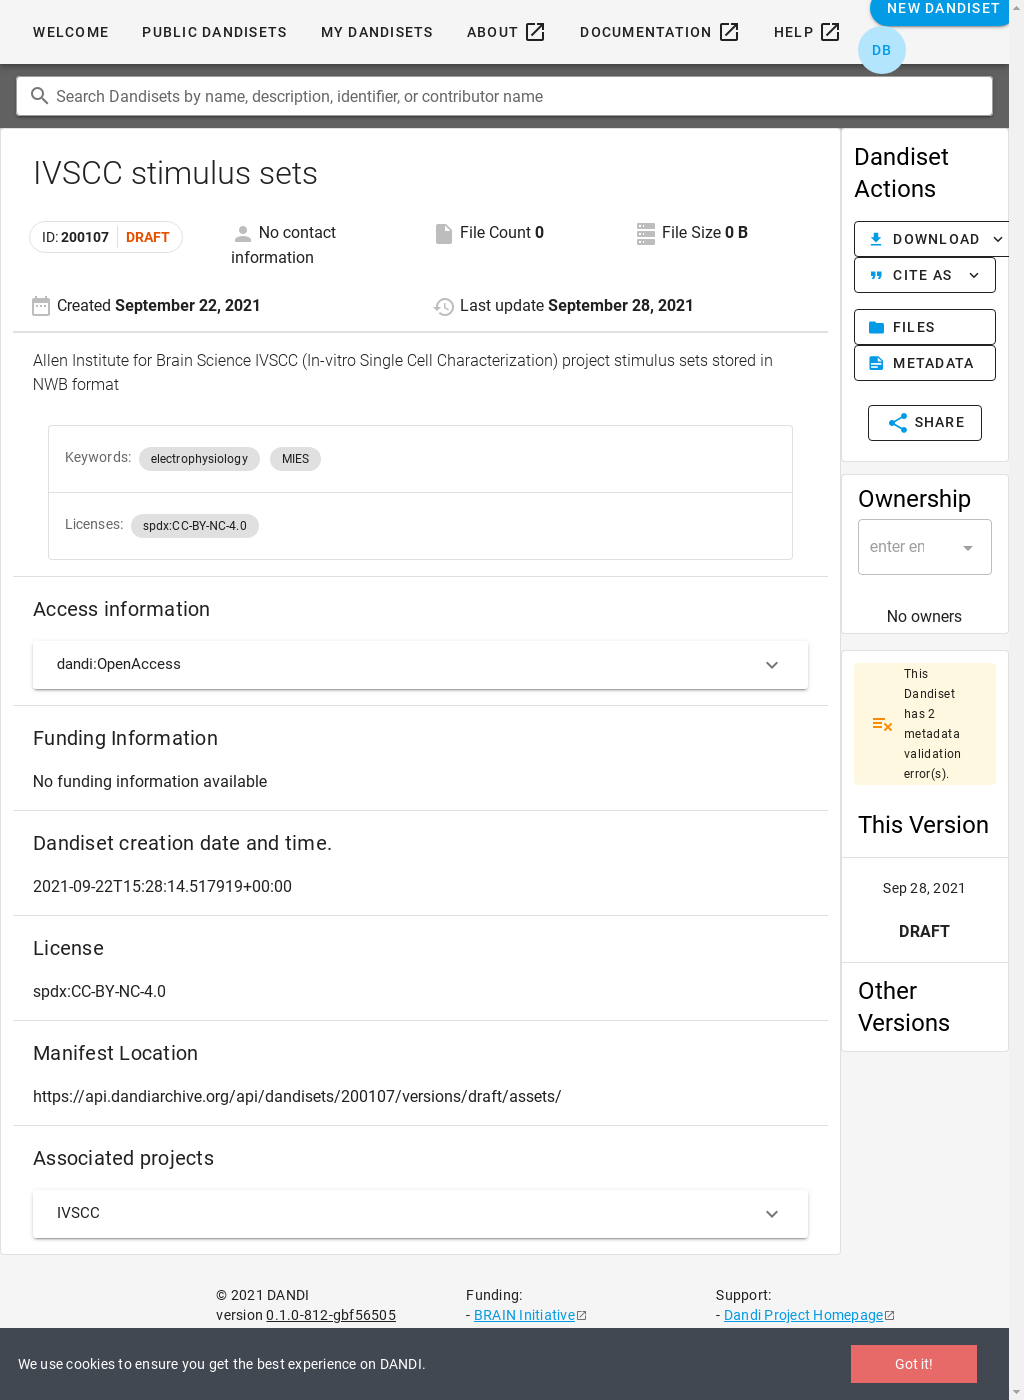 WELCOME PUBLIC DANDISETS MY DANDISETS ABOUT DOCUMENTATION HELP NEW DANDISET
DB
Search Dandisets by name, description, identifier, or contributor name
IVSCC stimulus sets
ID: 200107 DRAFT
No contact information
File Count 0
File Size 0 B
Created September 22, 2021
Last update September 28, 2021
Allen Institute for Brain Science IVSCC (In-vitro Single Cell Characterization) project stimulus sets stored in
NWB format
Keywords: electrophysiology MIES
Licenses: spdx:CC-BY-NC-4.0
Access information
dandi:OpenAccess
Funding Information
No funding information available
Dandiset creation date and time.
2021-09-22T15:28:14.517919+00:00
License
spdx:CC-BY-NC-4.0
Manifest Location
https://api.dandiarchive.org/api/dandisets/200107/versions/draft/assets/
Associated projects
IVSCC
Dandiset
Actions
DOWNLOAD
CITE AS
FILES
METADATA
SHARE
Ownership
enter
No owners
This
Dandiset
has 2
metadata
validation
error(s).
This Version
Sep 28, 2021
DRAFT
Other
Versions
© 2021 DANDI
version 0.1.0-812-gbf56505
Funding:
- BRAIN Initiative
Support:
- Dandi Project Homepage
We use cookies to ensure you get the best experience on DANDI.
Got it!